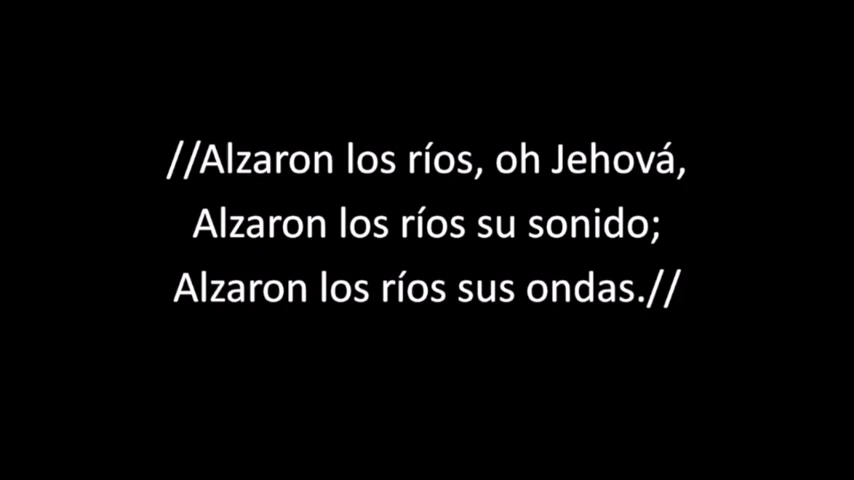 //Alzaron los ríos, oh Jehová,
Alzaron los ríos su sonido;
Alzaron los ríos sus ondas.//